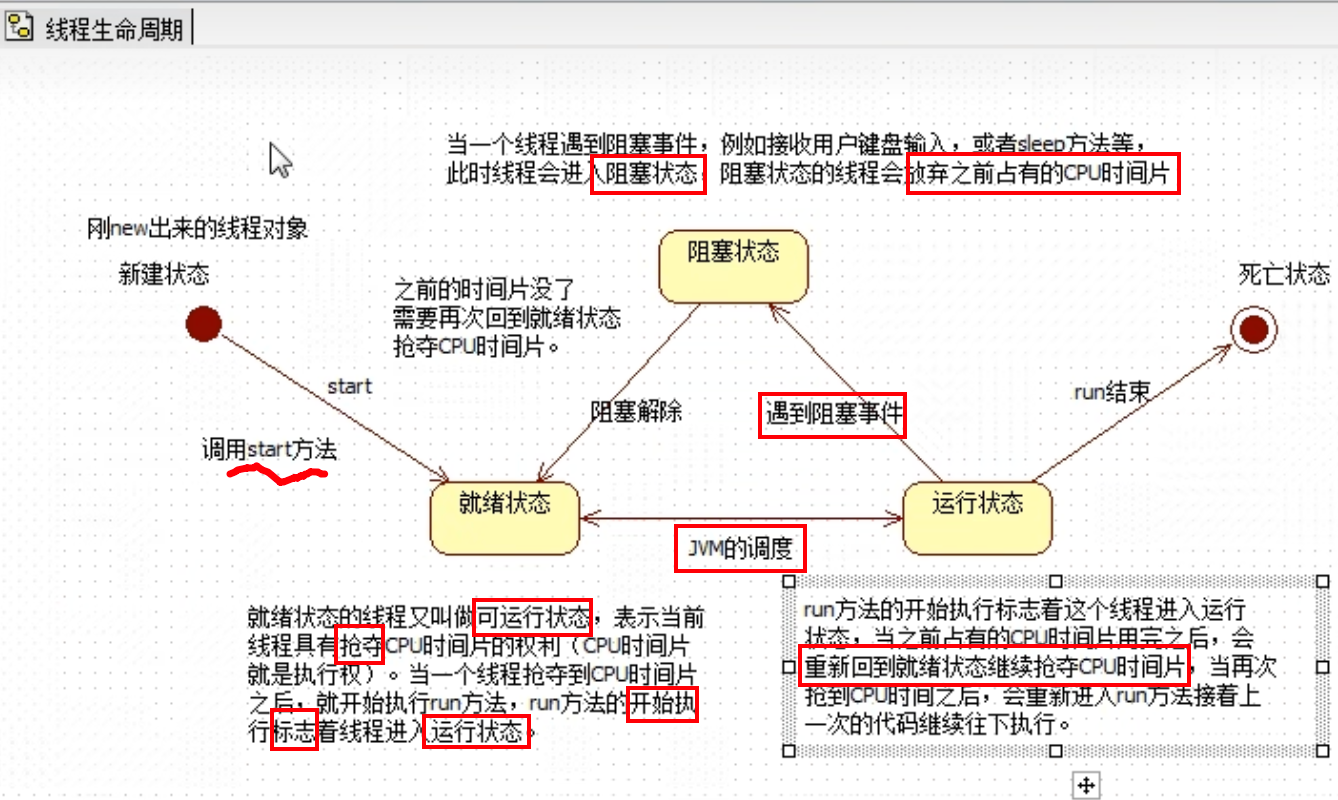 线程生命周期
当一个线程遇到阻塞事件，例如接收用户键盘输入，或者sleep方法等，
此时线程会进入阻塞状态，阻塞状态的线程会放弃之前占有的CPU时间片
刚new出来的线程对象
新建状态
阻塞状态
死亡状态
之前的时间片没了
需要再次回到就绪状态
抢夺CPU时间片。
start
run结束
阻塞解除
遇到阻塞事件
调用start方法
就绪状态
运行状态
JVM的调度
就绪状态的线程又叫做可运行状态，表示当前
线程具有抢夺CPU时间片的权利（CPU时间片
就是执行权）。当一个线程抢夺到CPU时间片
之后，就开始执行run方法，run方法的开始执
行标志着线程进入运行状态。
run方法的开始执行标志着这个线程进入运行
状态，当之前占有的CPU时间片用完之后，会
重新回到就绪状态继续抢夺CPU时间片，当再次
抢到CPU时间之后，会重新进入run方法接着上
一次的代码继续往下执行。